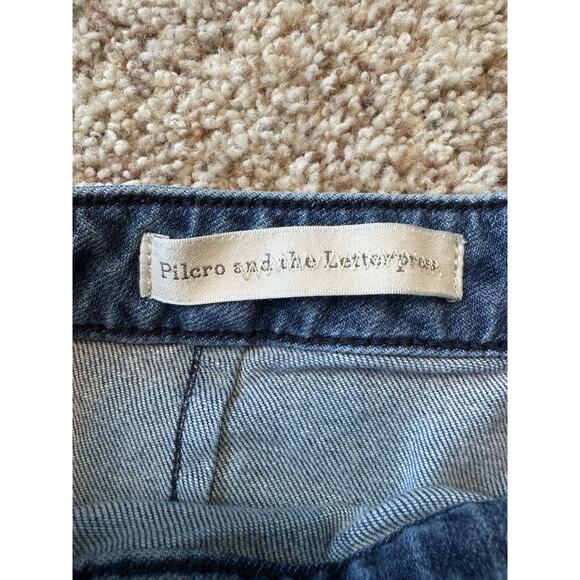 Pilcro and the Letterpress